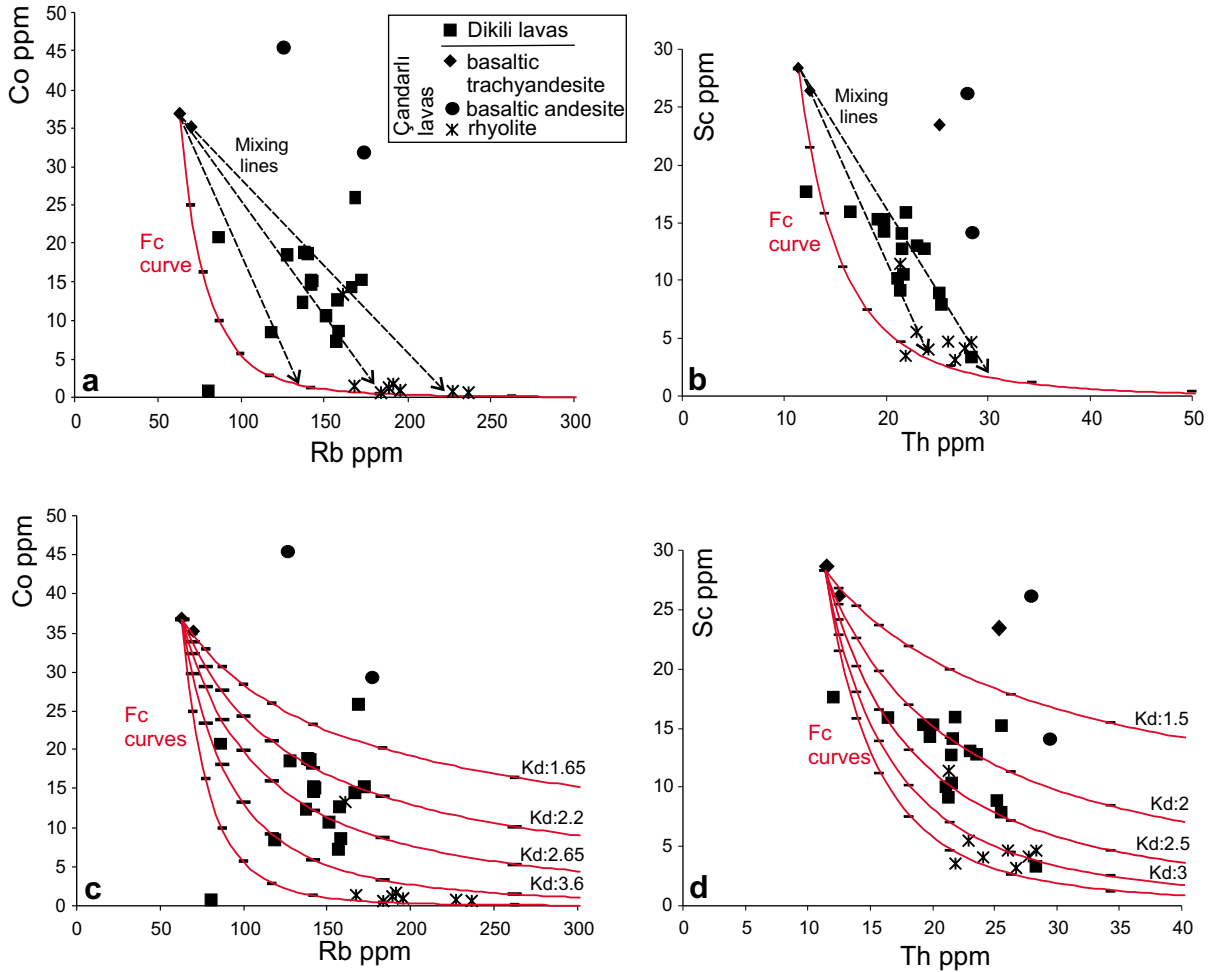 Co ppm
50
45
40
35
30
25
20
15
10
5
0
Mixing
lines
Fc
curve
a
0
50
100
150
200
250
300
Rb ppm
Dikili lavas
Çandarlı
lavas
basaltic
trachyandesite
basaltic andesite
rhyolite
Sc ppm
30
25
20
15
10
5
0
Mixing
lines
Fc
curve
b
0
10
20
30
40
50
Th ppm
Co ppm
50
45
40
35
30
25
20
15
10
5
0
Fc
curves
Kd:1.65
Kd:2.2
Kd:2.65
Kd:3.6
c
0
50
100
150
200
250
300
Rb ppm
Sc ppm
30
25
20
15
10
5
0
Fc
curves
Kd:1.5
Kd:2
Kd:2.5
Kd:3
d
0
5
10
15
20
25
30
35
40
Th ppm